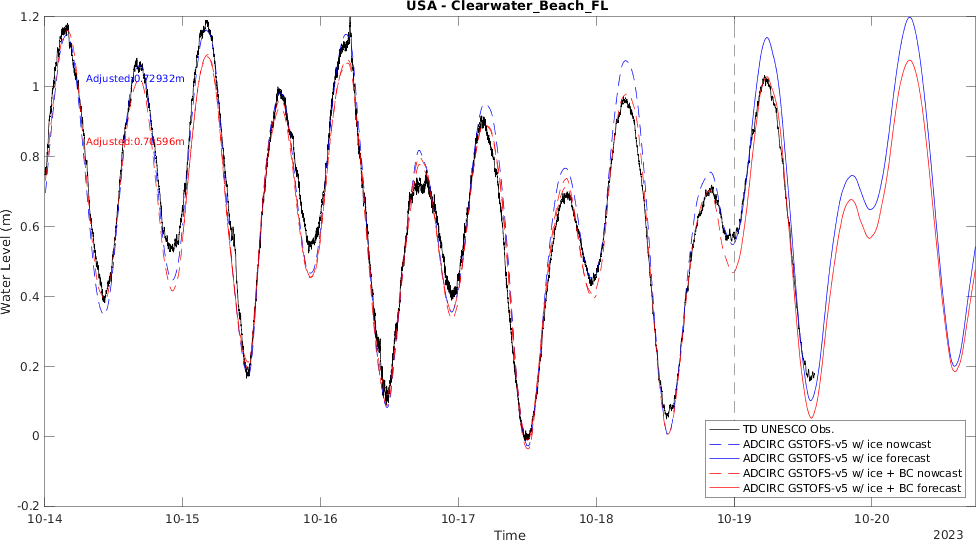 USA - Clearwater_Beach_FL
1.2
1
0.8
0.6
0.4
0.2
0
-0.2
Water Level (m)
Adjusted:0.72932m
Adjusted:0.70596m
TD UNESCO Obs.
ADCIRC GSTOFS-v5 w/ ice nowcast
ADCIRC GSTOFS-v5 w/ ice forecast
ADCIRC GSTOFS-v5 w/ ice + BC nowcast
ADCIRC GSTOFS-v5 w/ ice + BC forecast
10-14 10-15 10-16 10-17 10-18 10-19 10-20
Time
2023